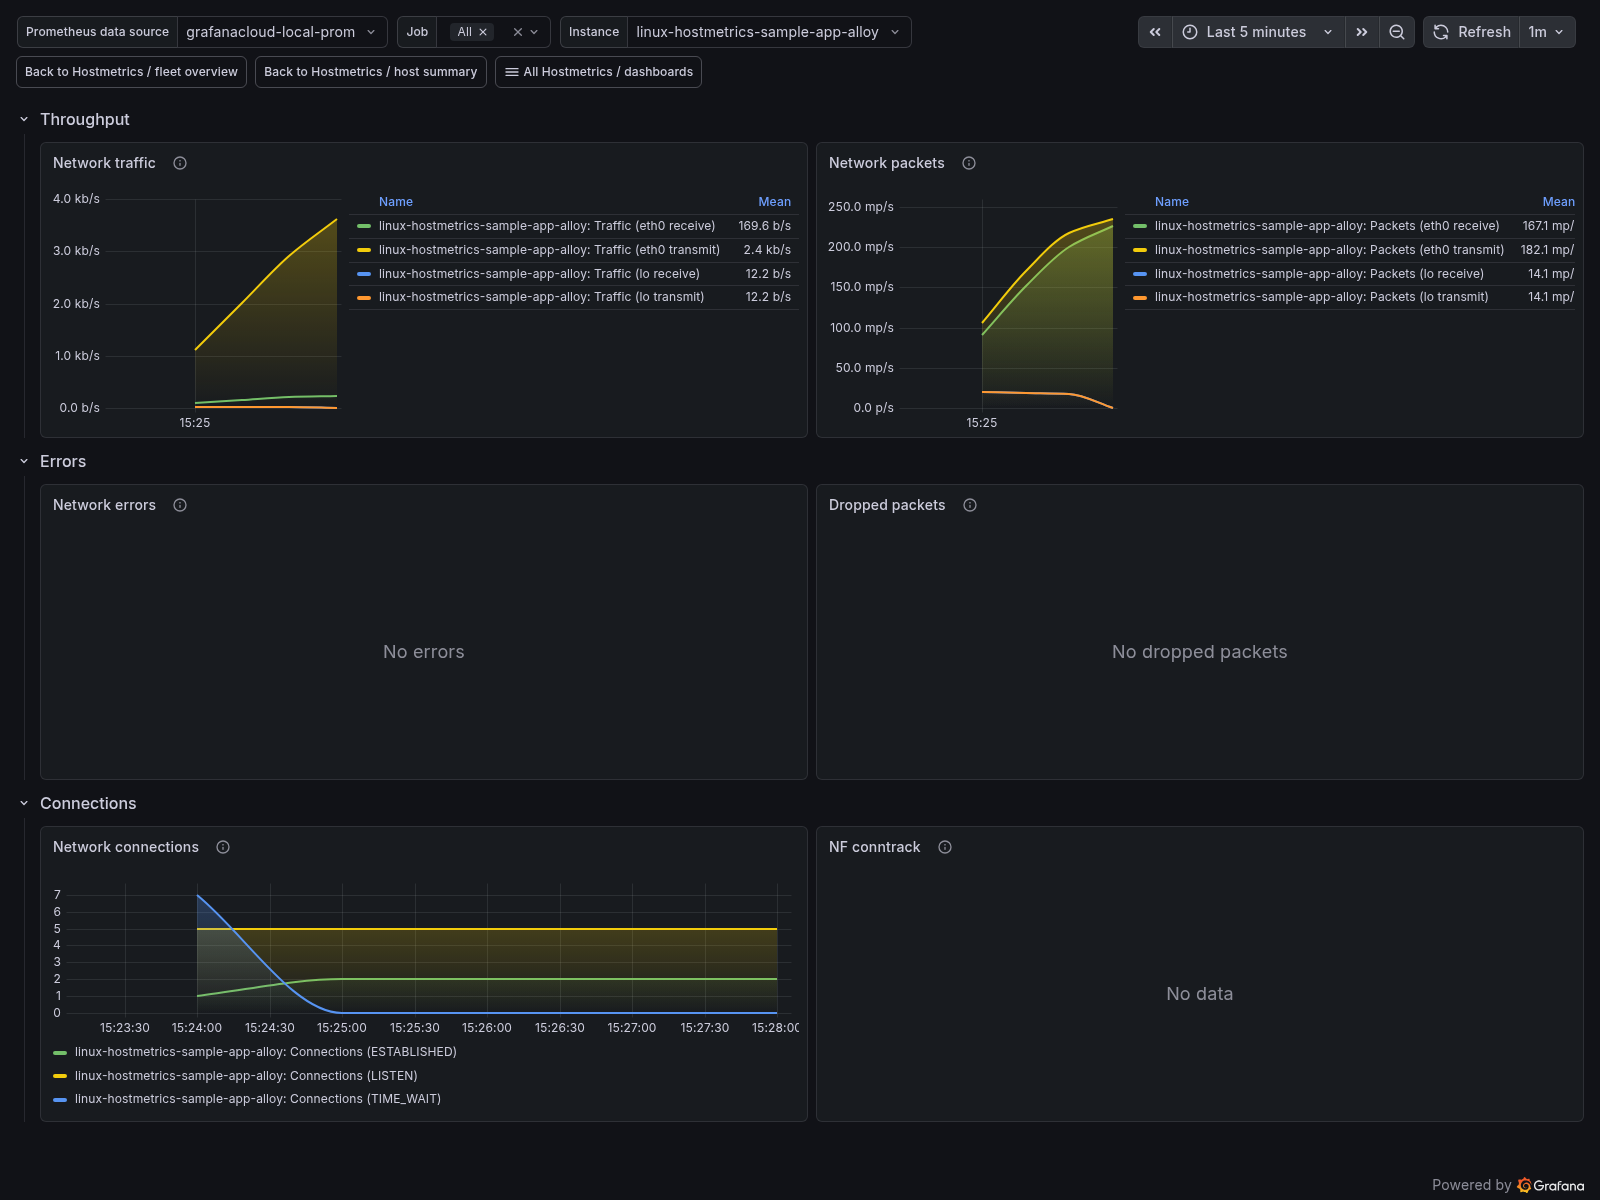 Prometheus data source grafanacloud-local-prom Job All Instance linux-hostmetrics-sample-app-alloy Last 5 minutes Refresh 1m
Back to Hostmetrics / fleet overview Back to Hostmetrics / host summary All Hostmetrics / dashboards
Throughput
Network traffic
4.0 kb/s
3.0 kb/s
2.0 kb/s
1.0 kb/s
0.0 b/s
15:25
Name Mean
linux-hostmetrics-sample-app-alloy: Traffic (eth0 receive) 169.6 b/s
linux-hostmetrics-sample-app-alloy: Traffic (eth0 transmit) 2.4 kb/s
linux-hostmetrics-sample-app-alloy: Traffic (lo receive) 12.2 b/s
linux-hostmetrics-sample-app-alloy: Traffic (lo transmit) 12.2 b/s
Network packets
250.0 mp/s
200.0 mp/s
150.0 mp/s
100.0 mp/s
50.0 mp/s
0.0 p/s
15:25
Name Mean
linux-hostmetrics-sample-app-alloy: Packets (eth0 receive) 167.1 mp/
linux-hostmetrics-sample-app-alloy: Packets (eth0 transmit) 182.1 mp/
linux-hostmetrics-sample-app-alloy: Packets (lo receive) 14.1 mp/
linux-hostmetrics-sample-app-alloy: Packets (lo transmit) 14.1 mp/
Errors
Network errors
No errors
Dropped packets
No dropped packets
Connections
Network connections
7
6
5
4
3
2
1
0
15:23:30 15:24:00 15:24:30 15:25:00 15:25:30 15:26:00 15:26:30 15:27:00 15:27:30 15:28:00
linux-hostmetrics-sample-app-alloy: Connections (ESTABLISHED)
linux-hostmetrics-sample-app-alloy: Connections (LISTEN)
linux-hostmetrics-sample-app-alloy: Connections (TIME_WAIT)
NF conntrack
No data
Powered by Grafana